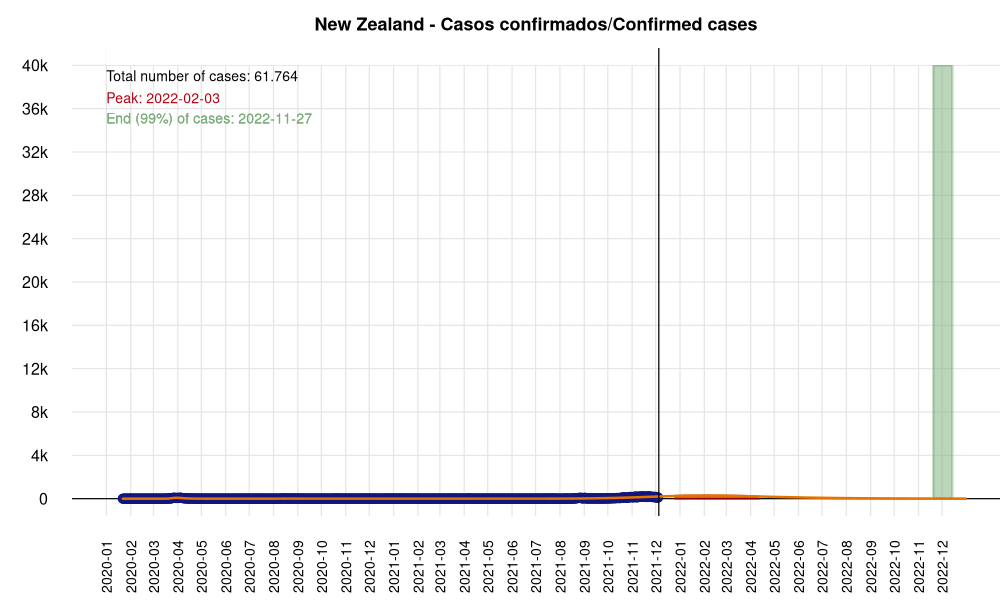 New Zealand - Casos confirmados/Confirmed cases
Total number of cases: 61.764
Peak: 2022-02-03
End (99%) of cases: 2022-11-27
40k
36k
32k
28k
24k
20k
16k
12k
8k
4k
0
2020-01
2020-02
2020-03
2020-04
2020-05
2020-06
2020-07
2020-08
2020-09
2020-10
2020-11
2020-12
2021-01
2021-02
2021-03
2021-04
2021-05
2021-06
2021-07
2021-08
2021-09
2021-10
2021-11
2021-12
2022-01
2022-02
2022-03
2022-04
2022-05
2022-06
2022-07
2022-08
2022-09
2022-10
2022-11
2022-12